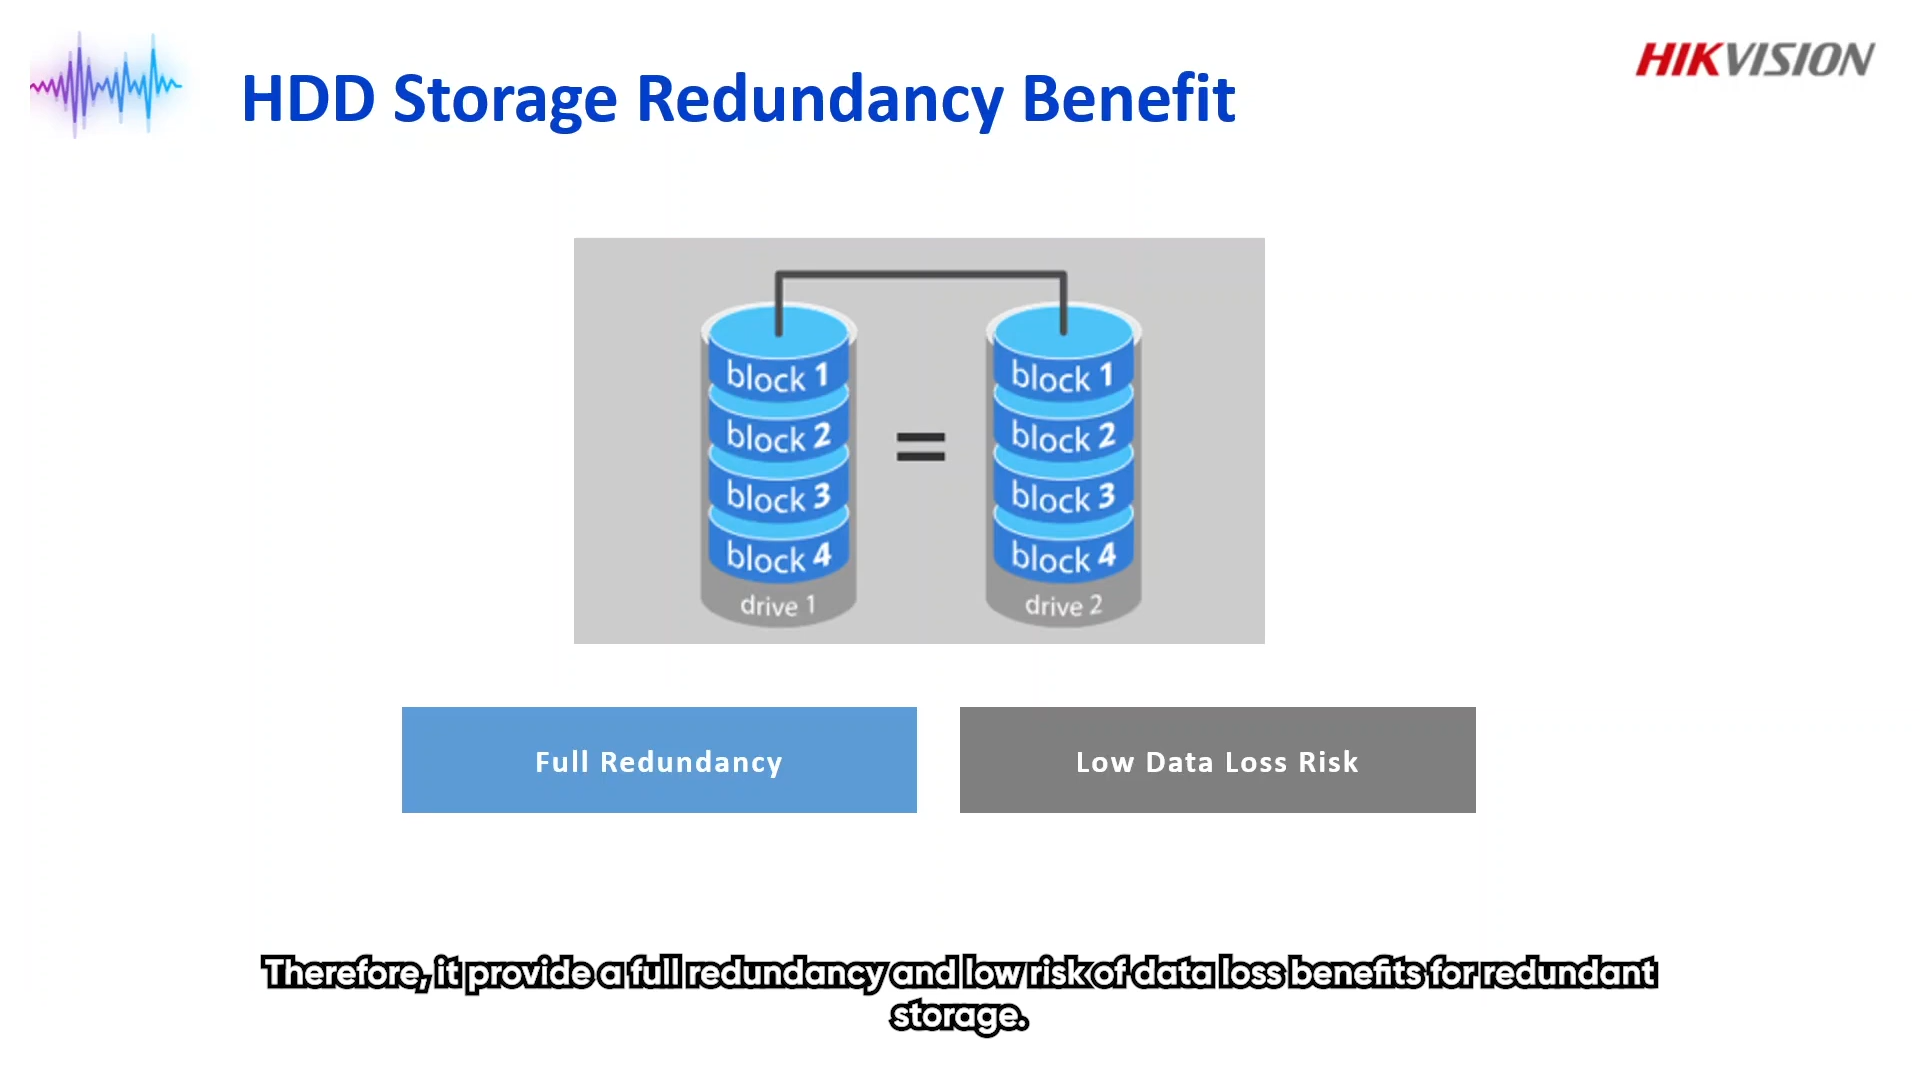 HIKVISION
HDD Storage Redundancy Benefit
block 1
block 2
block 3
block 4
drive 1
=
block 1
block 2
block 3
block 4
drive 2
Full Redundancy
Low Data Loss Risk
Therefore, it provide a full redundancy and low risk of data loss benefits for redundant
storage.